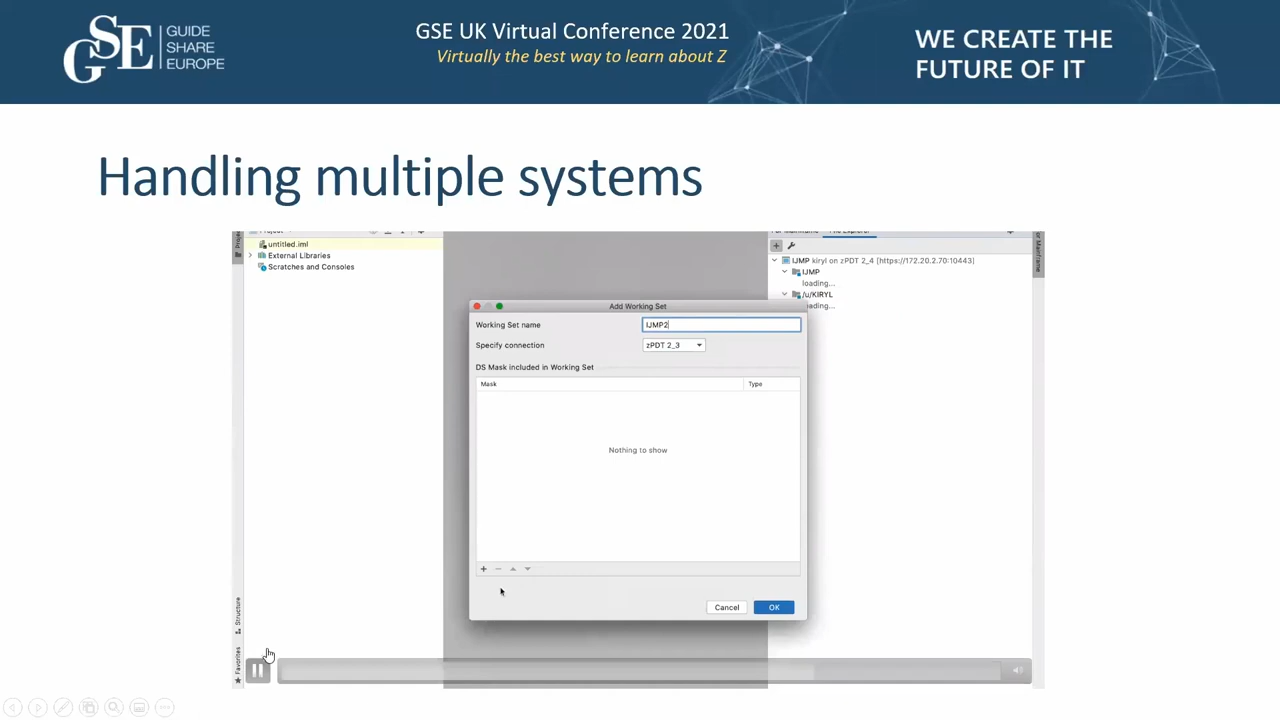 GSE
GUIDE
SHARE
EUROPE
GSE UK Virtual Conference 2021
Virtually the best way to learn about Z
WE CREATE THE
FUTURE OF IT
Handling multiple systems
untitled.iml
External Libraries
Scratches and Consoles
IJMP kiryl on zPDT 2_4 [https://172.20.2.70:10443]
IJMP
loading...
/u/KIRYL
loading...
Add Working Set
Working Set name
IJMP2
Specify connection
zPDT 2_3
DS Mask included in Working Set
Mask
Type
Nothing to show
Cancel
OK
Structure
Favorites